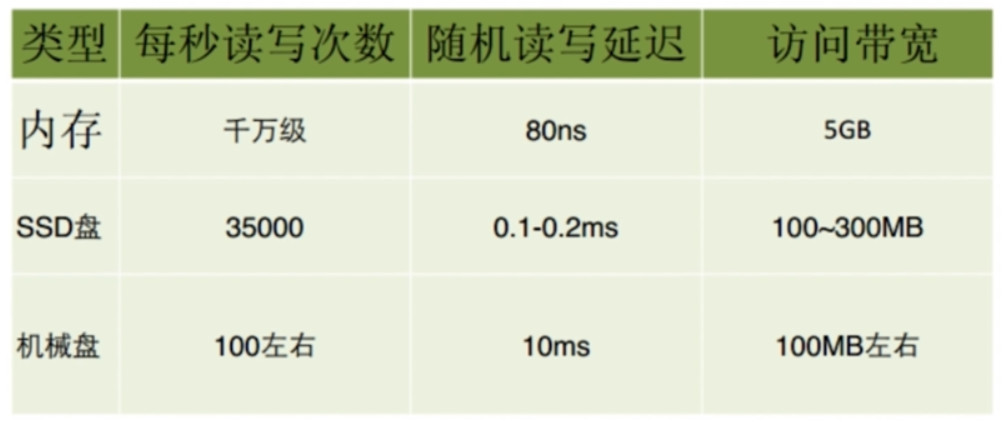 类型 每秒读写次数 随机读写延迟 访问带宽
内存 千万级 80ns 5GB
SSD盘 35000 0.1-0.2ms 100~300MB
机械盘 100左右 10ms 100MB左右